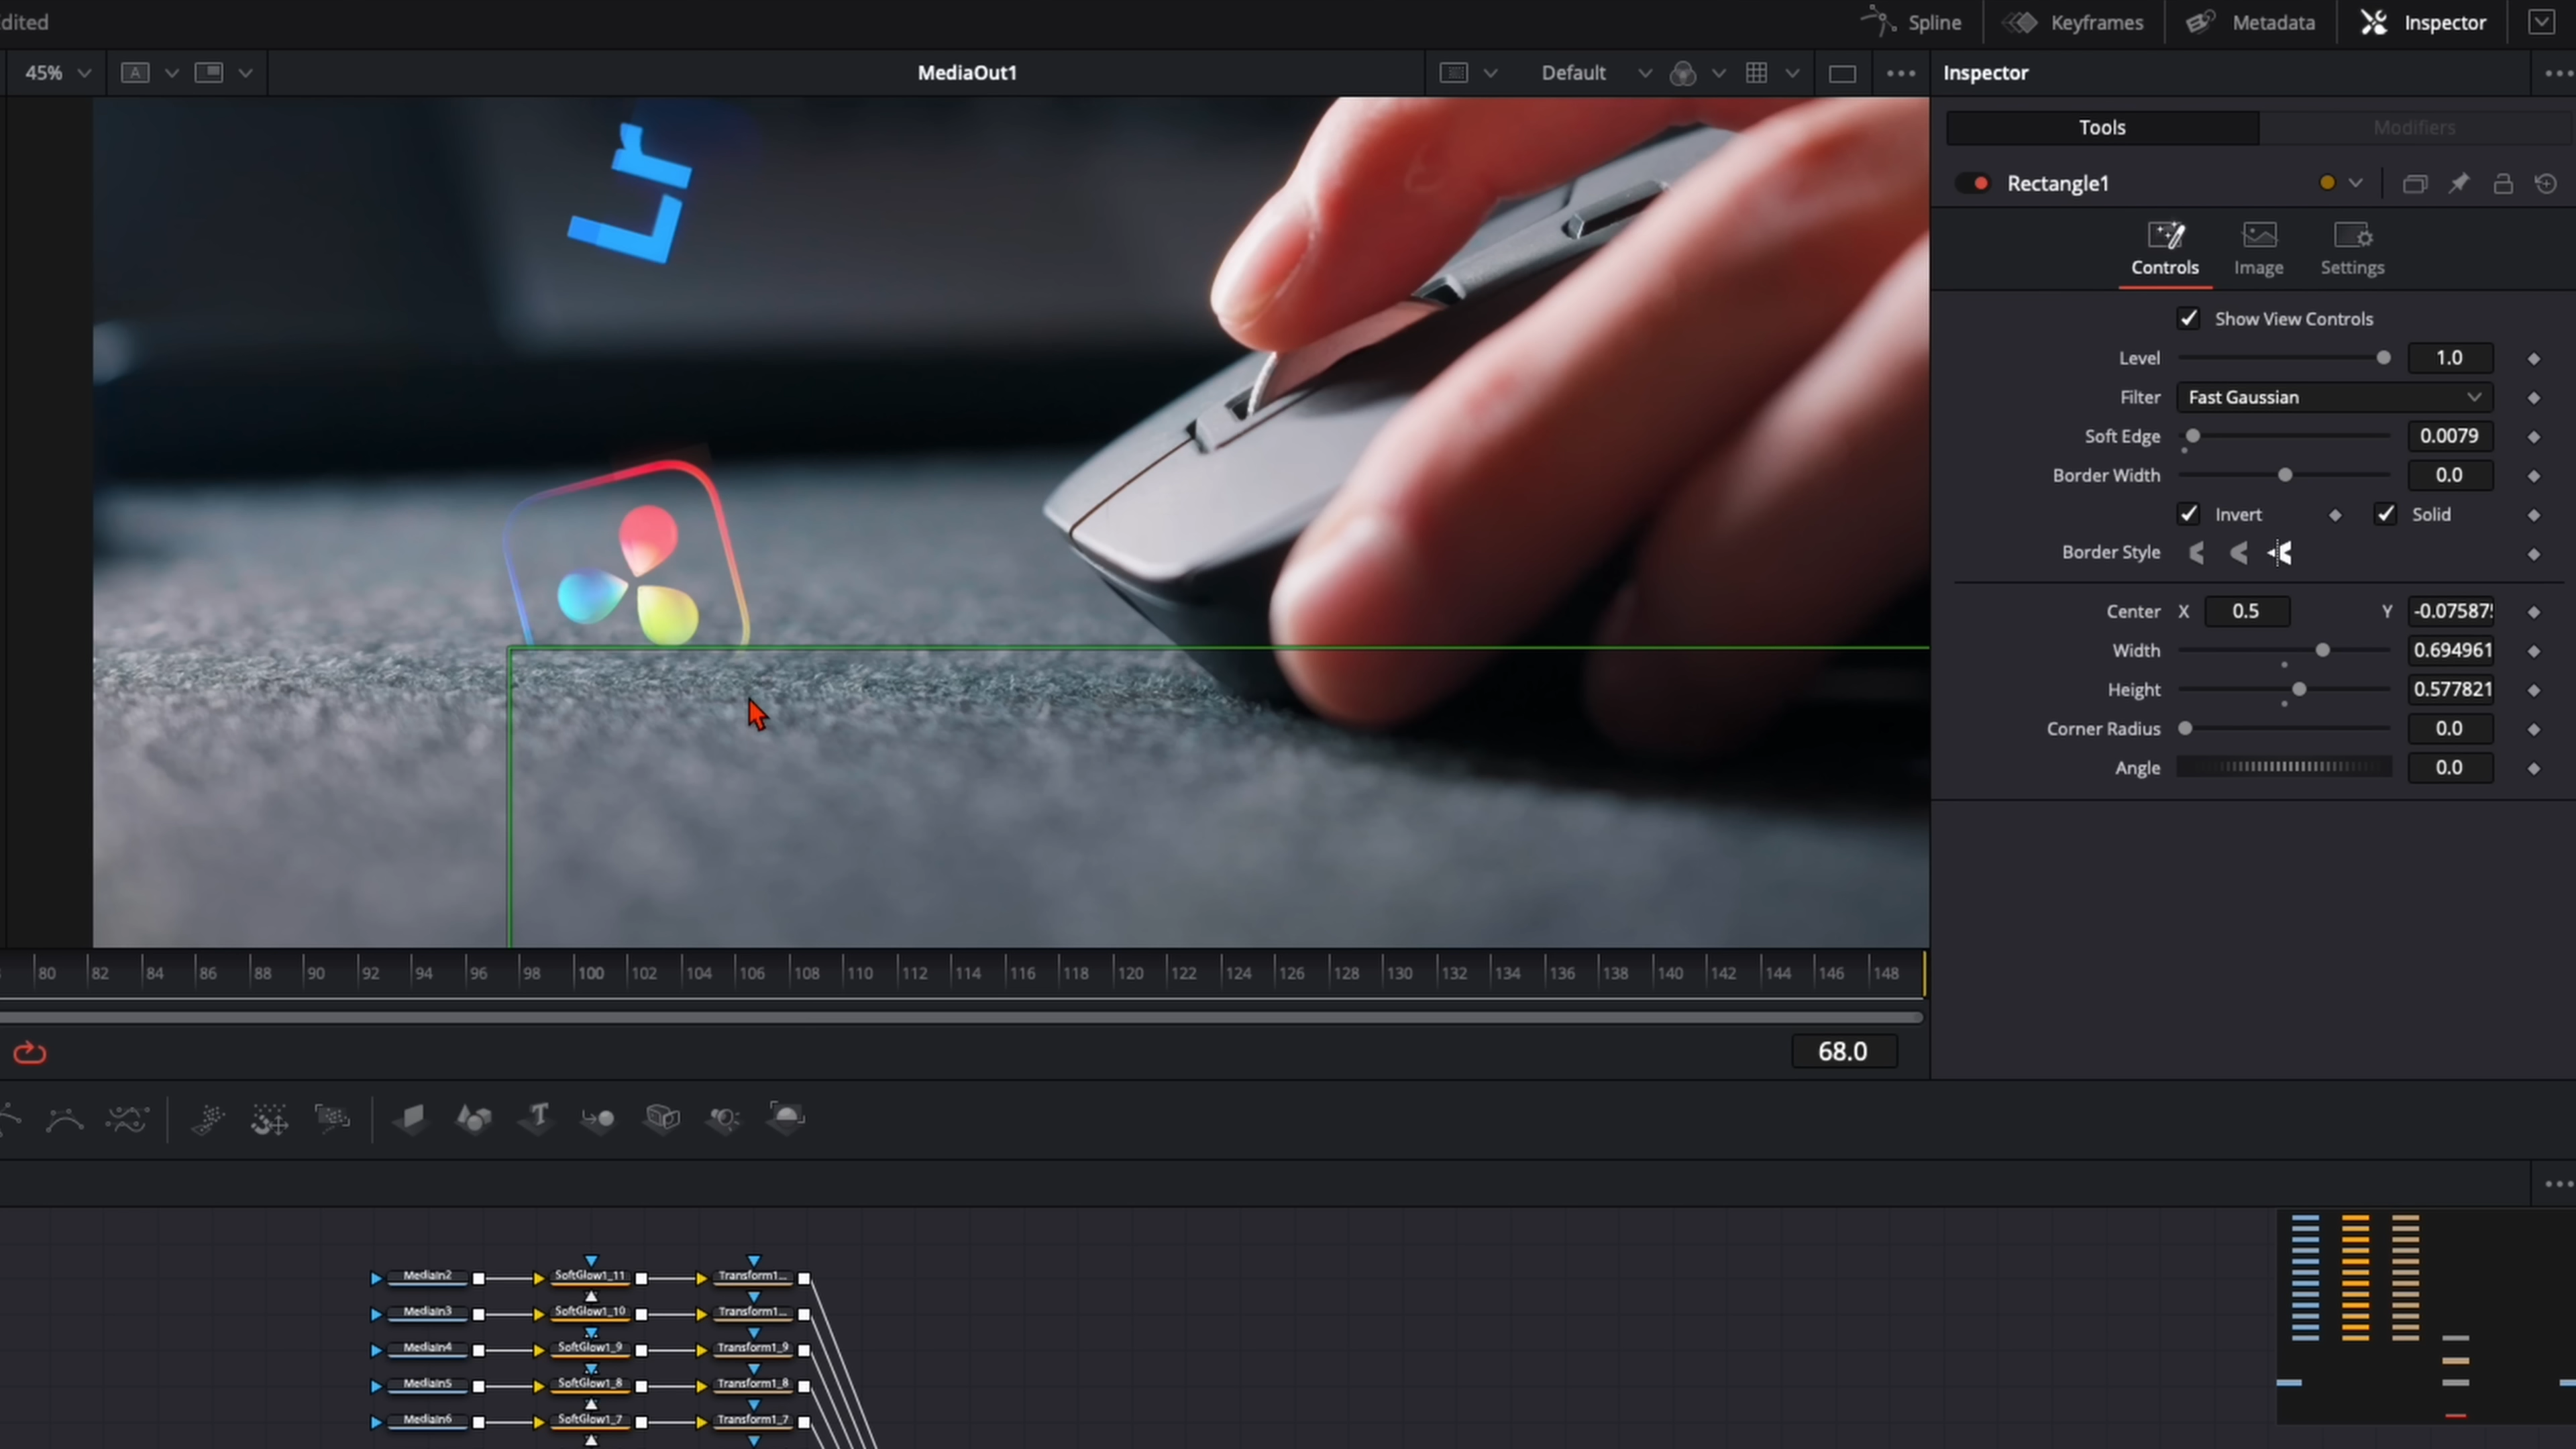 dited
Spline
Keyframes
Metadata
Inspector
45%
A
MediaOut1
Default
Inspector
Tools
Modifiers
Rectangle1
Controls
Image
Settings
Show View Controls
Level 1.0
Filter Fast Gaussian
Soft Edge 0.0079
Border Width 0.0
Invert Solid
Border Style
Center X 0.5 Y -0.07587
Width 0.694961
Height 0.577821
Corner Radius 0.0
Angle 0.0
Lr
80 82 84 86 88 90 92 94 96 98 100 102 104 106 108 110 112 114 116 118 120 122 124 126 128 130 132 134 136 138 140 142 144 146 148
68.0
T
MediaIn2 SoftGlow1_11 Transform1...
MediaIn3 SoftGlow1_10 Transform1...
MediaIn4 SoftGlow1_9 Transform1_9
MediaIn5 SoftGlow1_8 Transform1_8
MediaIn6 SoftGlow1_7 Transform1_7